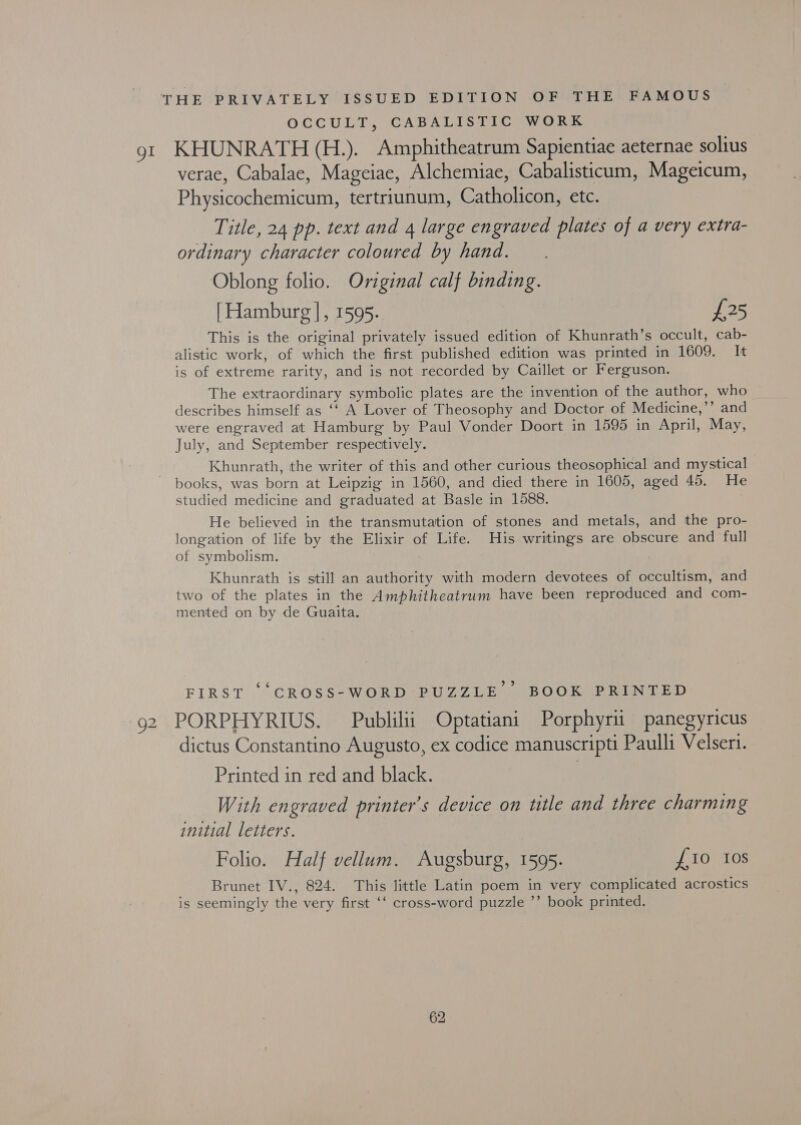 THE PRIVATELY ISSUED EDITION OF THE FAMOUS
OCCULT, CABALISTIC WORK
91 KHUNRATH (H.). Amphitheatrum Sapientiae aeternae solius
verae, Cabalae, Mageiae, Alchemiae, Cabalisticum, Mageicum,
Physicochemicum, tertriunum, Catholicon, etc.
Title, 24 pp. text and 4 large engraved plates of a very extra-
ordinary character coloured by hand.
Oblong folio. Original calf binding.
[Hamburg], 1595. £25
This is the original privately issued edition of Khunrath's occult, cab-
alistic work, of which the first published edition was printed in 1609. It
is of extreme rarity, and is not recorded by Caillet or Ferguson.
The extraordinary symbolic plates are the invention of the author, who
describes himself as ‘‘ A Lover of Theosophy and Doctor of Medicine,’’ and
were engraved at Hamburg by Paul Vonder Doort in 1595 in April, May,
July, and September respectively.
Khunrath, the writer of this and other curious theosophical and mystical
books, was born at Leipzig in 1560, and died there in 1605, aged 45. He
studied medicine and graduated at Basle in 1588.
He believed in the transmutation of stones and metals, and the pro-
longation of life by the Elixir of Life. His writings are obscure and full
of symbolism.
Khunrath is still an authority with modern devotees of occultism, and
two of the plates in the Amphitheatrum have been reproduced and com-
mented on by de Guaita.
FIRST ‘‘CROSS-WORD PUZZLE’’ BOOK PRINTED
92 PORPHYRIUS. Publilii Optatiani Porphyrii panegyricus
dictus Constantino Augusto, ex codice manuscripti Paulli Velseri.
Printed in red and black.
With engraved printer's device on title and three charming
initial letters.
Folio. Half vellum. Augsburg, 1595. £10 10s
Brunet IV., 824. This little Latin poem in very complicated acrostics
is seemingly the very first ‘‘ cross-word puzzle ’’ book printed.
62